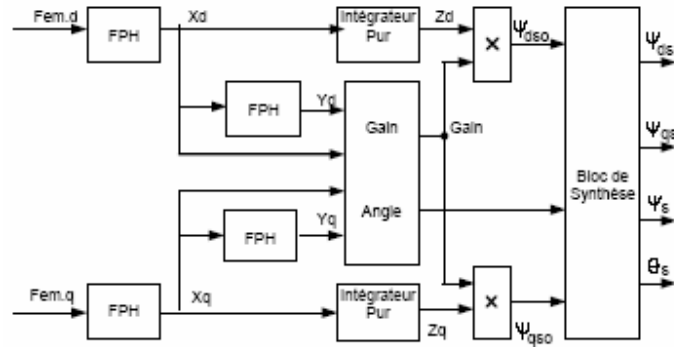 Fem.d
FPH
Xd
Intégrateur
Pur
Zd
×
Ψdso
Ψds
FPH
Yd
Gain
Gain
Ψqs
Bloc de
Synthèse
Angle
Ψs
FPH
Yq
θs
Fem.q
FPH
Xq
Intégrateur
Pur
Zq
×
Ψqso